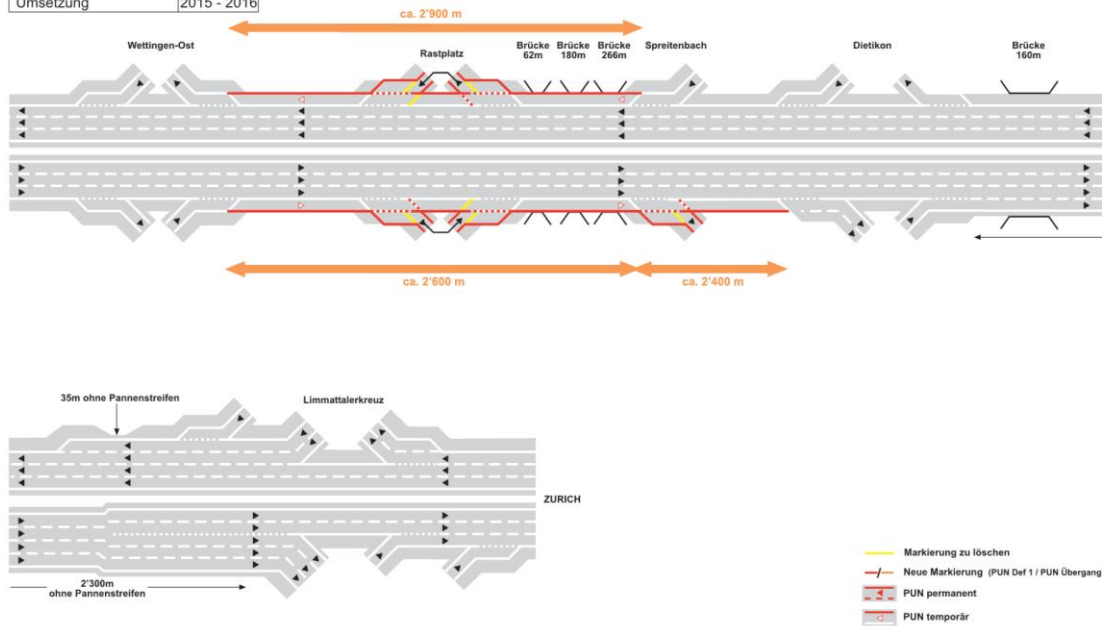 Umsetzung 2015 - 2016
ca. 2'900 m
Wettingen-Ost
Rastplatz
Brücke
62m
Brücke
180m
Brücke
266m
Spreitenbach
Dietikon
Brücke
160m
ca. 2'600 m
ca. 2'400 m
35m ohne Pannenstreifen
Limmattalerkreuz
ZURICH
2'300m
ohne Pannenstreifen
Markierung zu löschen
Neue Markierung (PUN Def 1 / PUN Übergang
PUN permanent
PUN temporär